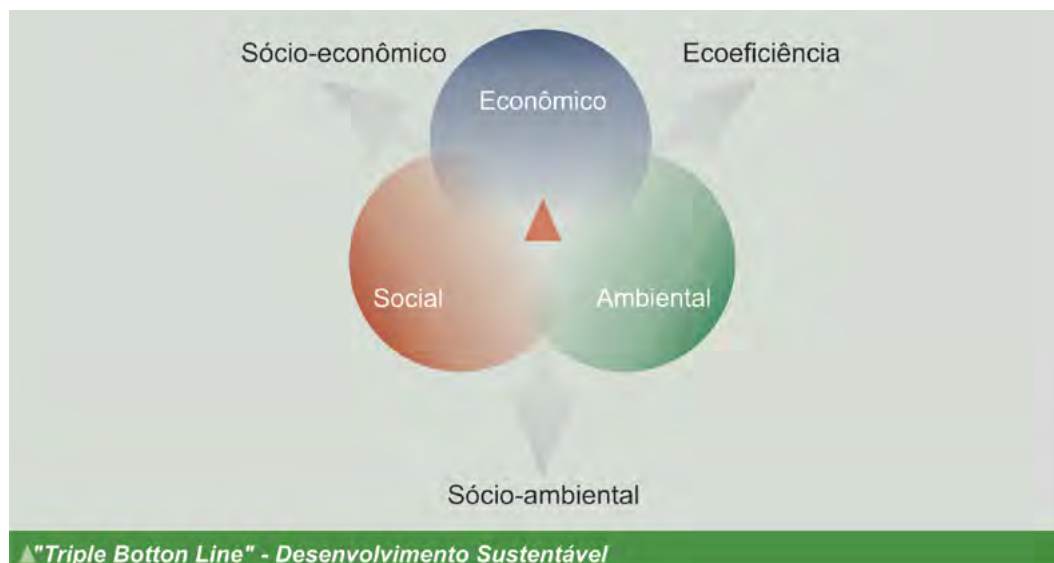 Sócio-econômico
Ecoeficiência
Econômico
Social
Ambiental
Sócio-ambiental
"Triple Botton Line" - Desenvolvimento Sustentável